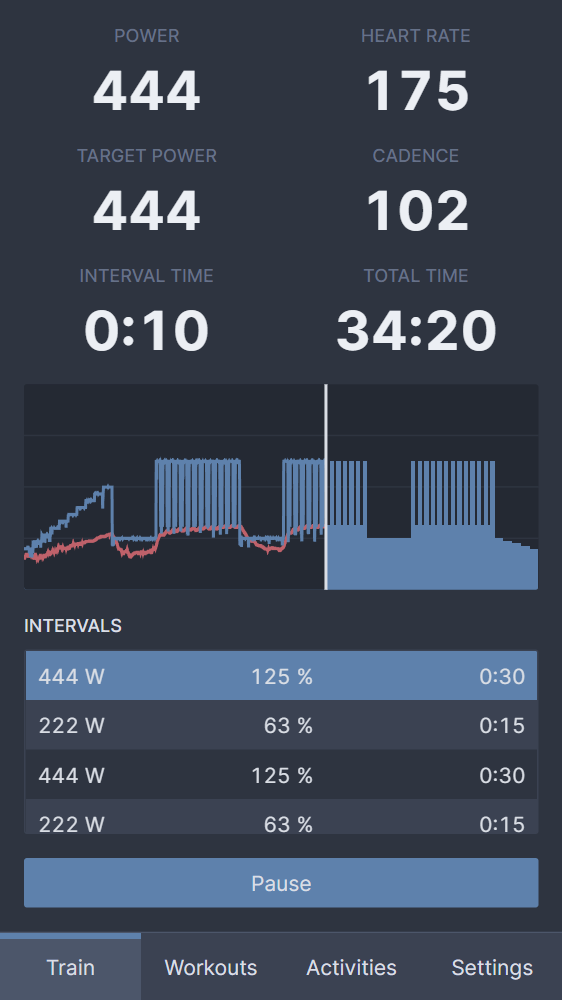 POWER HEART RATE
444 175
TARGET POWER CADENCE
444 102
INTERVAL TIME TOTAL TIME
0:10 34:20
INTERVALS
444 W 125 % 0:30
222 W 63 % 0:15
444 W 125 % 0:30
222 W 63 % 0:15
Pause
Train Workouts Activities Settings